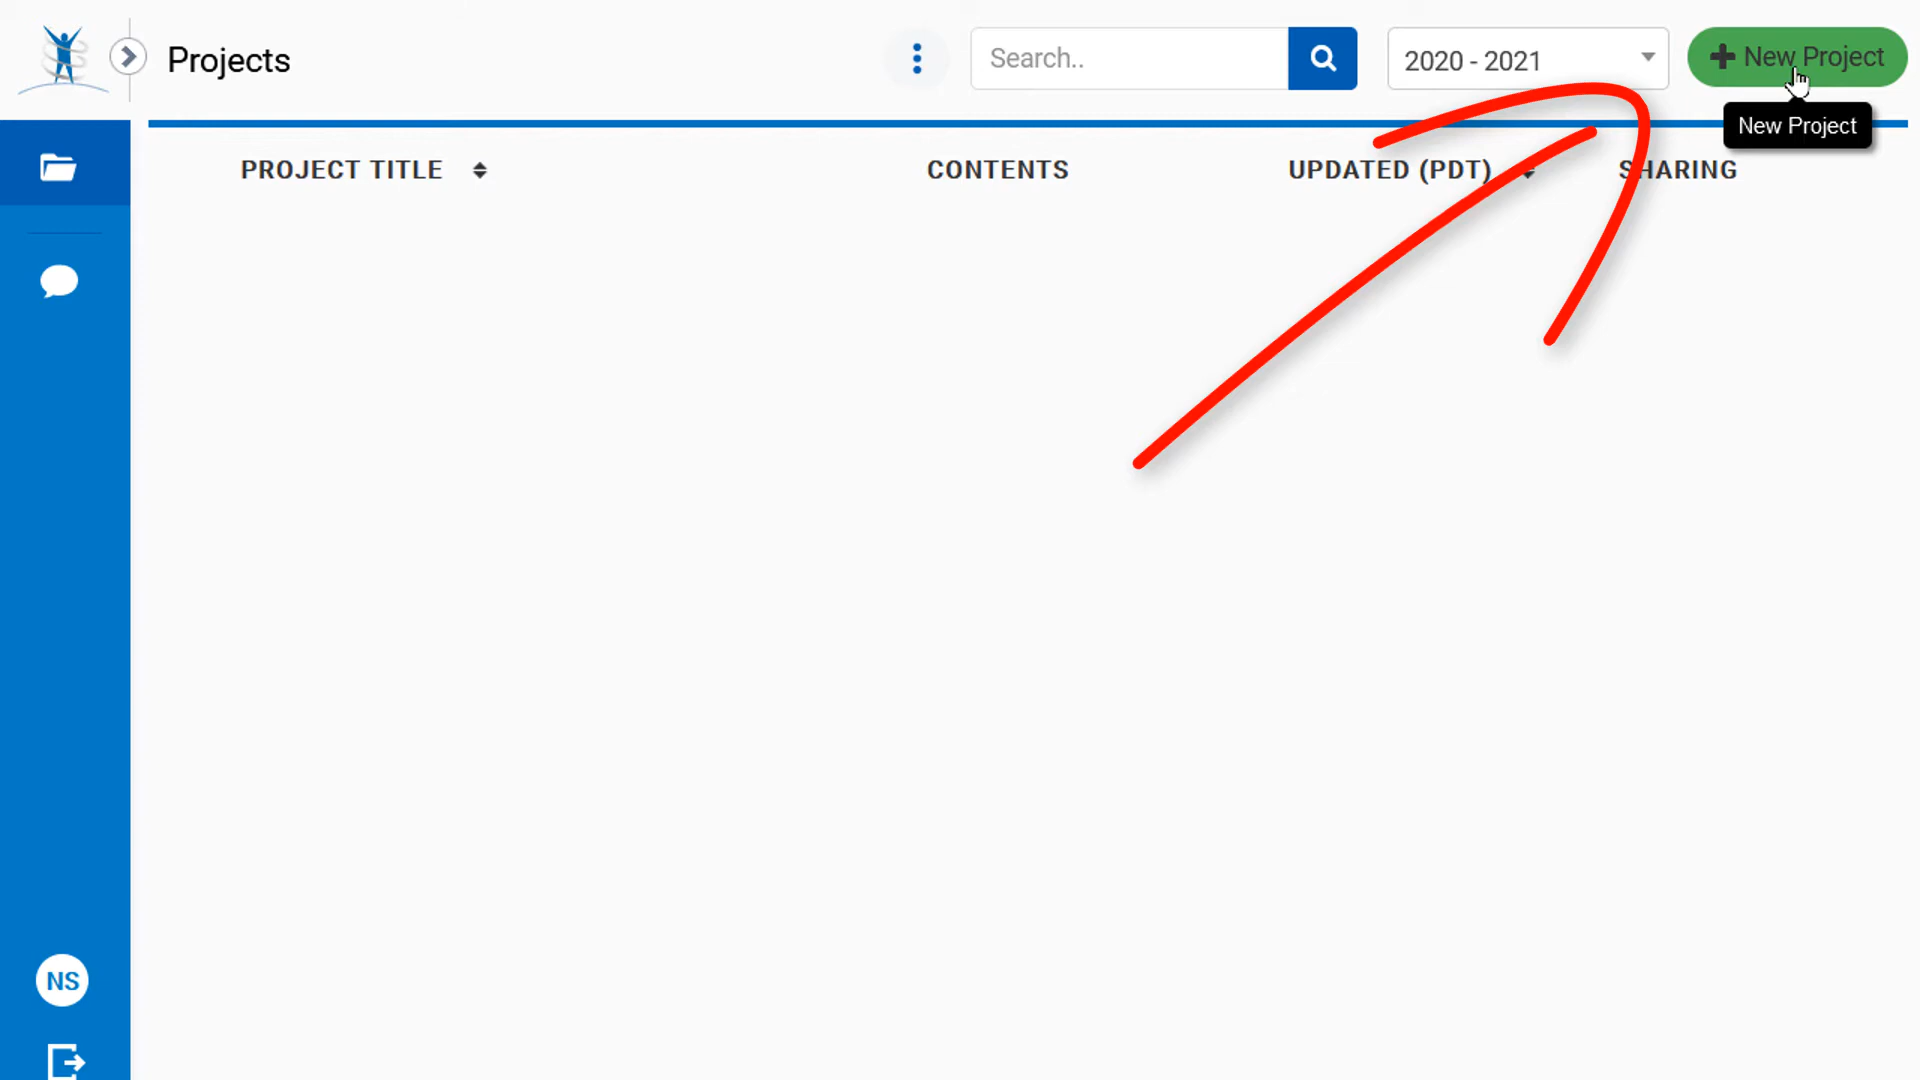 Projects
Search..
2020 - 2021
New Project
New Project
PROJECT TITLE
CONTENTS
UPDATED (PDT)
SHARING
NS